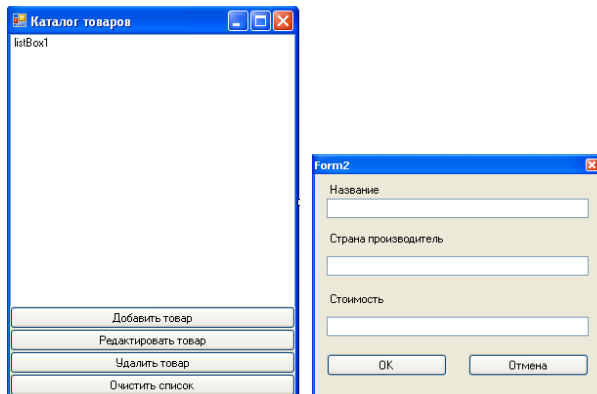 Каталог товаров
listBox1
Добавить товар
Редактировать товар
Удалить товар
Очистить список
Form2
Название
Страна производитель
Стоимость
OK
Отмена